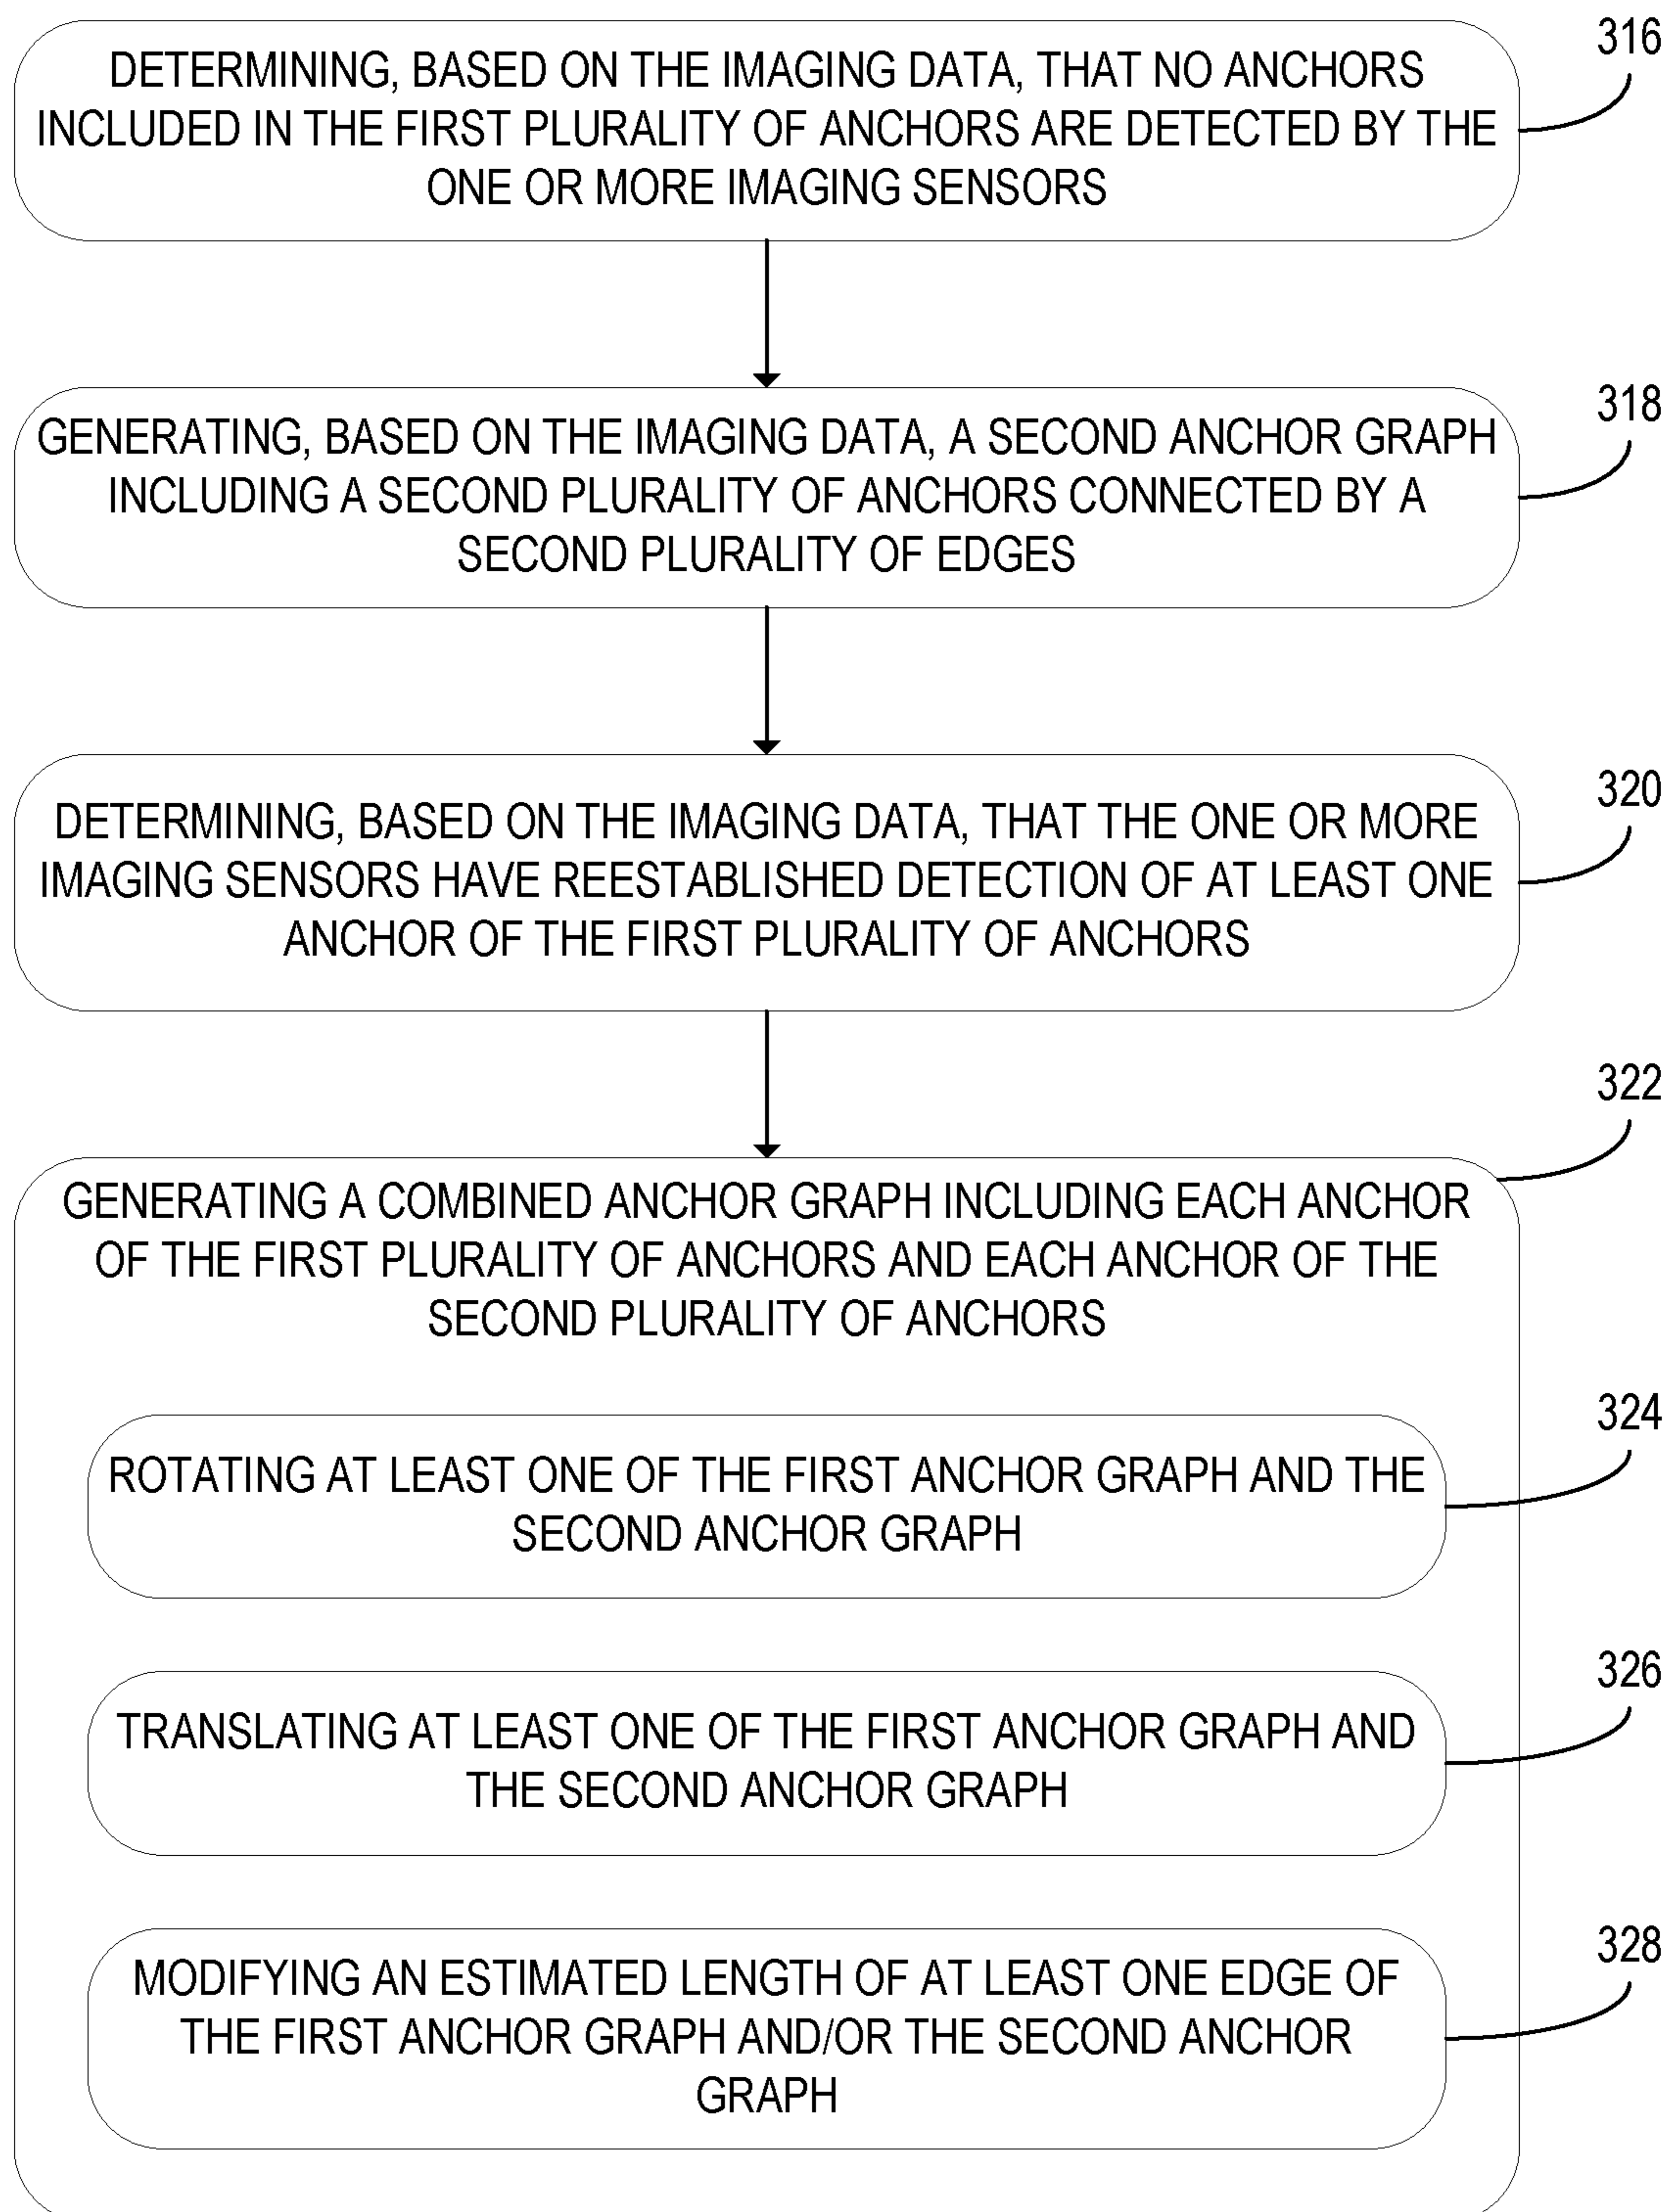 316
DETERMINING, BASED ON THE IMAGING DATA, THAT NO ANCHORS
INCLUDED IN THE FIRST PLURALITY OF ANCHORS ARE DETECTED BY THE
ONE OR MORE IMAGING SENSORS
318
GENERATING, BASED ON THE IMAGING DATA, A SECOND ANCHOR GRAPH
INCLUDING A SECOND PLURALITY OF ANCHORS CONNECTED BY A
SECOND PLURALITY OF EDGES
320
DETERMINING, BASED ON THE IMAGING DATA, THAT THE ONE OR MORE
IMAGING SENSORS HAVE REESTABLISHED DETECTION OF AT LEAST ONE
ANCHOR OF THE FIRST PLURALITY OF ANCHORS
322
GENERATING A COMBINED ANCHOR GRAPH INCLUDING EACH ANCHOR
OF THE FIRST PLURALITY OF ANCHORS AND EACH ANCHOR OF THE
SECOND PLURALITY OF ANCHORS
324
ROTATING AT LEAST ONE OF THE FIRST ANCHOR GRAPH AND THE
SECOND ANCHOR GRAPH
326
TRANSLATING AT LEAST ONE OF THE FIRST ANCHOR GRAPH AND
THE SECOND ANCHOR GRAPH
328
MODIFYING AN ESTIMATED LENGTH OF AT LEAST ONE EDGE OF
THE FIRST ANCHOR GRAPH AND/OR THE SECOND ANCHOR
GRAPH